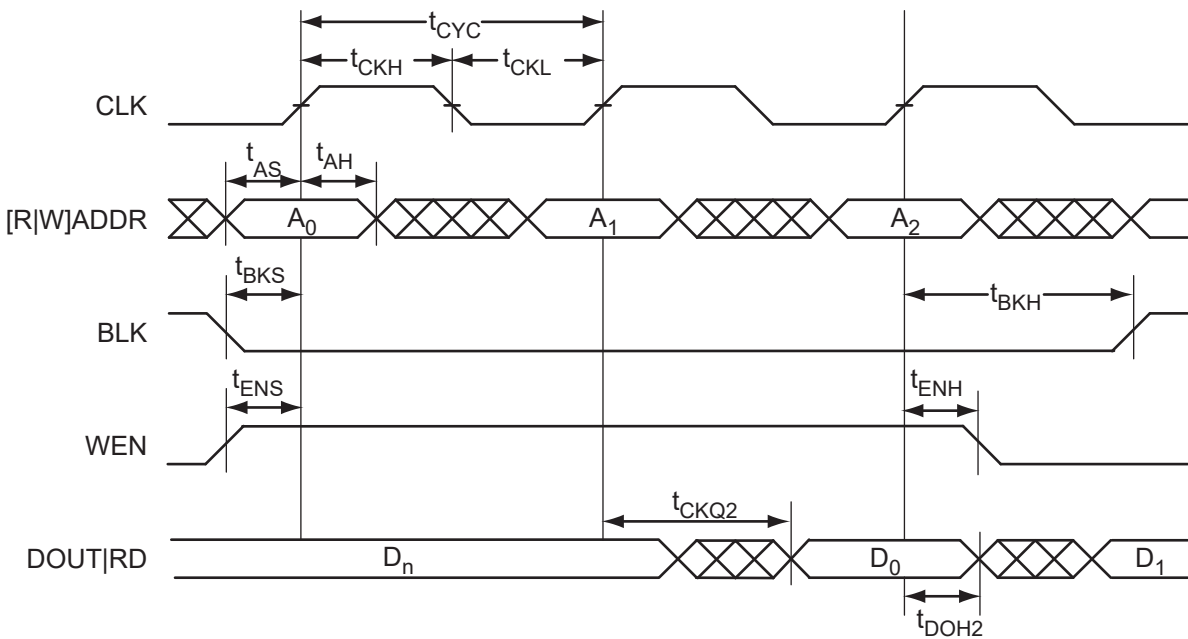 tCYC
tCKH tCKL
CLK
tAS tAH
[R|W]ADDR A0 A1 A2
tBKS tBKH
BLK
tENS tENH
WEN
tCKQ2
DOUT|RD Dn D0 D1
tDOH2